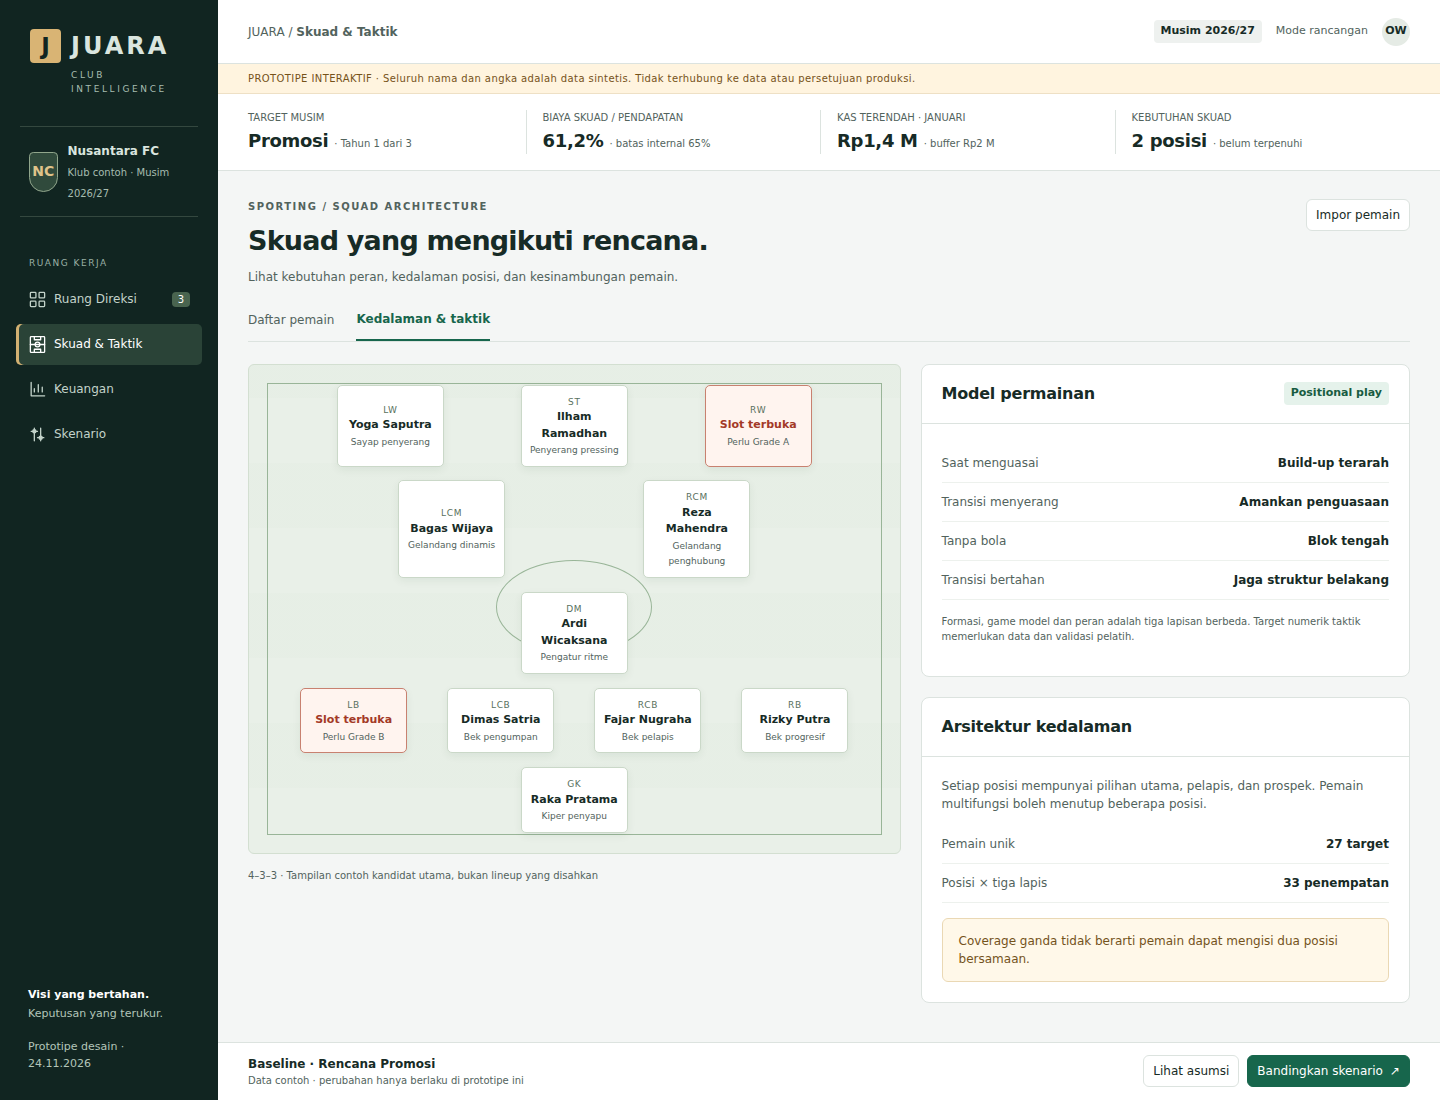 J JUARA
CLUB
INTELLIGENCE
NC
Nusantara FC
Klub contoh · Musim
2026/27
RUANG KERJA
Ruang Direksi 3
Skuad & Taktik
Keuangan
Skenario
Visi yang bertahan.
Keputusan yang terukur.
Prototipe desain ·
24.11.2026
JUARA / Skuad & Taktik
Musim 2026/27 Mode rancangan OW
PROTOTIPE INTERAKTIF · Seluruh nama dan angka adalah data sintetis. Tidak terhubung ke data atau persetujuan produksi.
TARGET MUSIM
Promosi · Tahun 1 dari 3
BIAYA SKUAD / PENDAPATAN
61,2% · batas internal 65%
KAS TERENDAH · JANUARI
Rp1,4 M · buffer Rp2 M
KEBUTUHAN SKUAD
2 posisi · belum terpenuhi
SPORTING / SQUAD ARCHITECTURE
Skuad yang mengikuti rencana.
Lihat kebutuhan peran, kedalaman posisi, dan kesinambungan pemain.
Impor pemain
Daftar pemain Kedalaman & taktik
LW
Yoga Saputra
Sayap penyerang
ST
Ilham
Ramadhan
Penyerang pressing
RW
Slot terbuka
Perlu Grade A
LCM
Bagas Wijaya
Gelandang dinamis
RCM
Reza
Mahendra
Gelandang
penghubung
DM
Ardi
Wicaksana
Pengatur ritme
LB
Slot terbuka
Perlu Grade B
LCB
Dimas Satria
Bek pengumpan
RCB
Fajar Nugraha
Bek pelapis
RB
Rizky Putra
Bek progresif
GK
Raka Pratama
Kiper penyapu
4–3–3 · Tampilan contoh kandidat utama, bukan lineup yang disahkan
Model permainan Positional play
Saat menguasai Build-up terarah
Transisi menyerang Amankan penguasaan
Tanpa bola Blok tengah
Transisi bertahan Jaga struktur belakang
Formasi, game model dan peran adalah tiga lapisan berbeda. Target numerik taktik
memerlukan data dan validasi pelatih.
Arsitektur kedalaman
Setiap posisi mempunyai pilihan utama, pelapis, dan prospek. Pemain
multifungsi boleh menutup beberapa posisi.
Pemain unik 27 target
Posisi × tiga lapis 33 penempatan
Coverage ganda tidak berarti pemain dapat mengisi dua posisi
bersamaan.
Baseline · Rencana Promosi
Data contoh · perubahan hanya berlaku di prototipe ini
Lihat asumsi Bandingkan skenario ↗